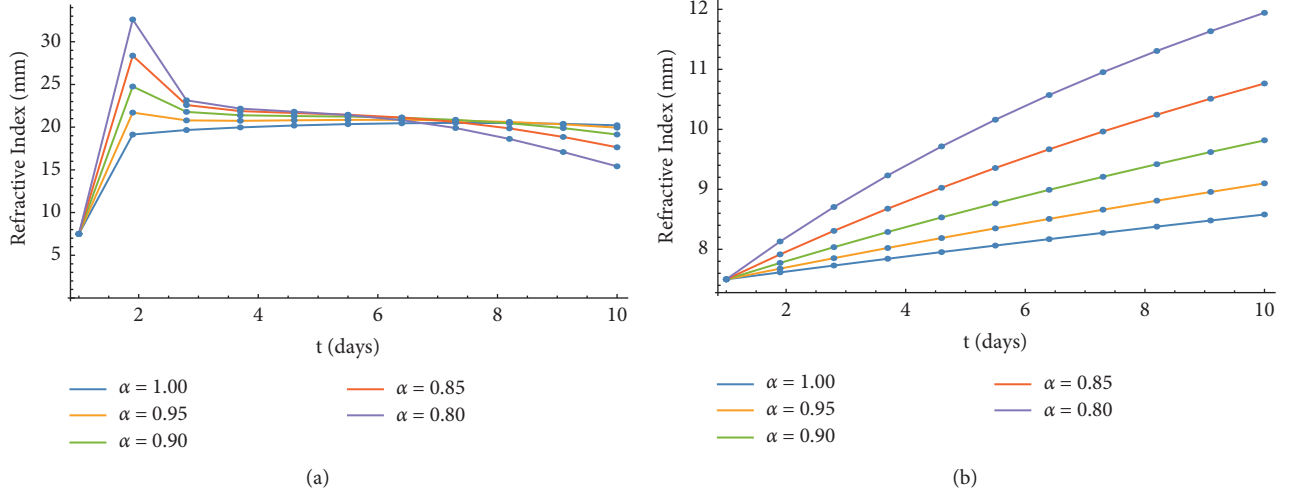 Refractive Index (mm)
30
25
20
15
10
5
2
4
6
8
10
t (days)
α = 1.00
α = 0.95
α = 0.90
α = 0.85
α = 0.80
(a)
Refractive Index (mm)
12
11
10
9
8
2
4
6
8
10
t (days)
α = 1.00
α = 0.95
α = 0.90
α = 0.85
α = 0.80
(b)